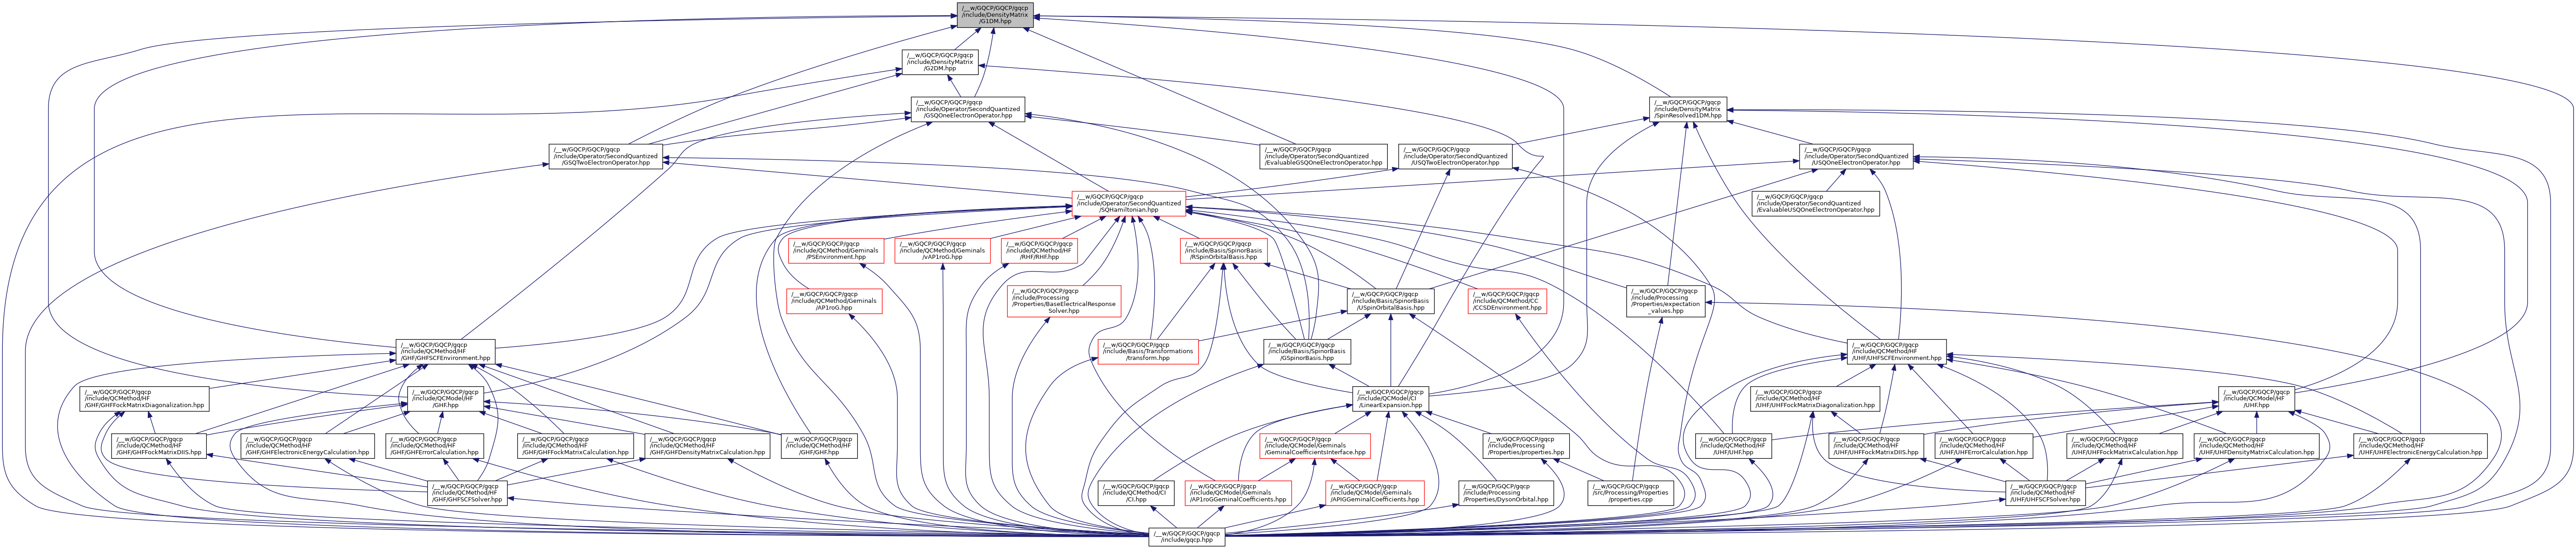 /__w/GQCP/GQCP/gqcp
/include/DensityMatrix
/G1DM.hpp
/__w/GQCP/GQCP/gqcp
/include/DensityMatrix
/G2DM.hpp
/__w/GQCP/GQCP/gqcp
/include/Operator/SecondQuantized
/GSQOneElectronOperator.hpp
/__w/GQCP/GQCP/gqcp
/include/DensityMatrix
/SpinResolved1DM.hpp
/__w/GQCP/GQCP/gqcp
/include/Operator/SecondQuantized
/GSQTwoElectronOperator.hpp
/__w/GQCP/GQCP/gqcp
/include/Operator/SecondQuantized
/EvaluableGSQOneElectronOperator.hpp
/__w/GQCP/GQCP/gqcp
/include/Operator/SecondQuantized
/USQTwoElectronOperator.hpp
/__w/GQCP/GQCP/gqcp
/include/Operator/SecondQuantized
/USQOneElectronOperator.hpp
/__w/GQCP/GQCP/gqcp
/include/Operator/SecondQuantized
/SQHamiltonian.hpp
/__w/GQCP/GQCP/gqcp
/include/Operator/SecondQuantized
/EvaluableUSQOneElectronOperator.hpp
/__w/GQCP/GQCP/gqcp
/include/QCMethod/Geminals
/PSEnvironment.hpp
/__w/GQCP/GQCP/gqcp
/include/QCMethod/Geminals
/vAP1roG.hpp
/__w/GQCP/GQCP/gqcp
/include/QCMethod/HF
/RHF/RHF.hpp
/__w/GQCP/GQCP/gqcp
/include/Basis/SpinorBasis
/RSpinOrbitalBasis.hpp
/__w/GQCP/GQCP/gqcp
/include/QCMethod/Geminals
/AP1roG.hpp
/__w/GQCP/GQCP/gqcp
/include/Processing
/Properties/BaseElectricalResponse
Solver.hpp
/__w/GQCP/GQCP/gqcp
/include/Basis/SpinorBasis
/USpinOrbitalBasis.hpp
/__w/GQCP/GQCP/gqcp
/include/QCMethod/CC
/CCSDEnvironment.hpp
/__w/GQCP/GQCP/gqcp
/include/Processing
/Properties/expectation
_values.hpp
/__w/GQCP/GQCP/gqcp
/include/QCMethod/HF
/GHF/GHFSCFEnvironment.hpp
/__w/GQCP/GQCP/gqcp
/include/Basis/Transformations
/transform.hpp
/__w/GQCP/GQCP/gqcp
/include/Basis/SpinorBasis
/GSpinorBasis.hpp
/__w/GQCP/GQCP/gqcp
/include/QCMethod/HF
/UHF/UHFSCFEnvironment.hpp
/__w/GQCP/GQCP/gqcp
/include/QCMethod/HF
/GHF/GHFFockMatrixDiagonalization.hpp
/__w/GQCP/GQCP/gqcp
/include/QCModel/HF
/GHF.hpp
/__w/GQCP/GQCP/gqcp
/include/QCModel/CI
/LinearExpansion.hpp
/__w/GQCP/GQCP/gqcp
/include/QCMethod/HF
/UHF/UHFFockMatrixDiagonalization.hpp
/__w/GQCP/GQCP/gqcp
/include/QCModel/HF
/UHF.hpp
/__w/GQCP/GQCP/gqcp
/include/QCMethod/HF
/GHF/GHFFockMatrixDIIS.hpp
/__w/GQCP/GQCP/gqcp
/include/QCMethod/HF
/GHF/GHFElectronicEnergyCalculation.hpp
/__w/GQCP/GQCP/gqcp
/include/QCMethod/HF
/GHF/GHFErrorCalculation.hpp
/__w/GQCP/GQCP/gqcp
/include/QCMethod/HF
/GHF/GHFFockMatrixCalculation.hpp
/__w/GQCP/GQCP/gqcp
/include/QCMethod/HF
/GHF/GHFDensityMatrixCalculation.hpp
/__w/GQCP/GQCP/gqcp
/include/QCMethod/HF
/GHF/GHF.hpp
/__w/GQCP/GQCP/gqcp
/include/QCModel/Geminals
/GeminalCoefficientsInterface.hpp
/__w/GQCP/GQCP/gqcp
/include/Processing
/Properties/properties.hpp
/__w/GQCP/GQCP/gqcp
/include/QCMethod/HF
/UHF/UHF.hpp
/__w/GQCP/GQCP/gqcp
/include/QCMethod/HF
/UHF/UHFFockMatrixDIIS.hpp
/__w/GQCP/GQCP/gqcp
/include/QCMethod/HF
/UHF/UHFErrorCalculation.hpp
/__w/GQCP/GQCP/gqcp
/include/QCMethod/HF
/UHF/UHFFockMatrixCalculation.hpp
/__w/GQCP/GQCP/gqcp
/include/QCMethod/HF
/UHF/UHFDensityMatrixCalculation.hpp
/__w/GQCP/GQCP/gqcp
/include/QCMethod/HF
/UHF/UHFElectronicEnergyCalculation.hpp
/__w/GQCP/GQCP/gqcp
/include/QCMethod/HF
/GHF/GHFSCFSolver.hpp
/__w/GQCP/GQCP/gqcp
/include/QCMethod/CI
/CI.hpp
/__w/GQCP/GQCP/gqcp
/include/QCModel/Geminals
/AP1roGGeminalCoefficients.hpp
/__w/GQCP/GQCP/gqcp
/include/QCModel/Geminals
/APIGGeminalCoefficients.hpp
/__w/GQCP/GQCP/gqcp
/include/Processing
/Properties/DysonOrbital.hpp
/__w/GQCP/GQCP/gqcp
/src/Processing/Properties
/properties.cpp
/__w/GQCP/GQCP/gqcp
/include/QCMethod/HF
/UHF/UHFSCFSolver.hpp
/__w/GQCP/GQCP/gqcp
/include/gqcp.hpp